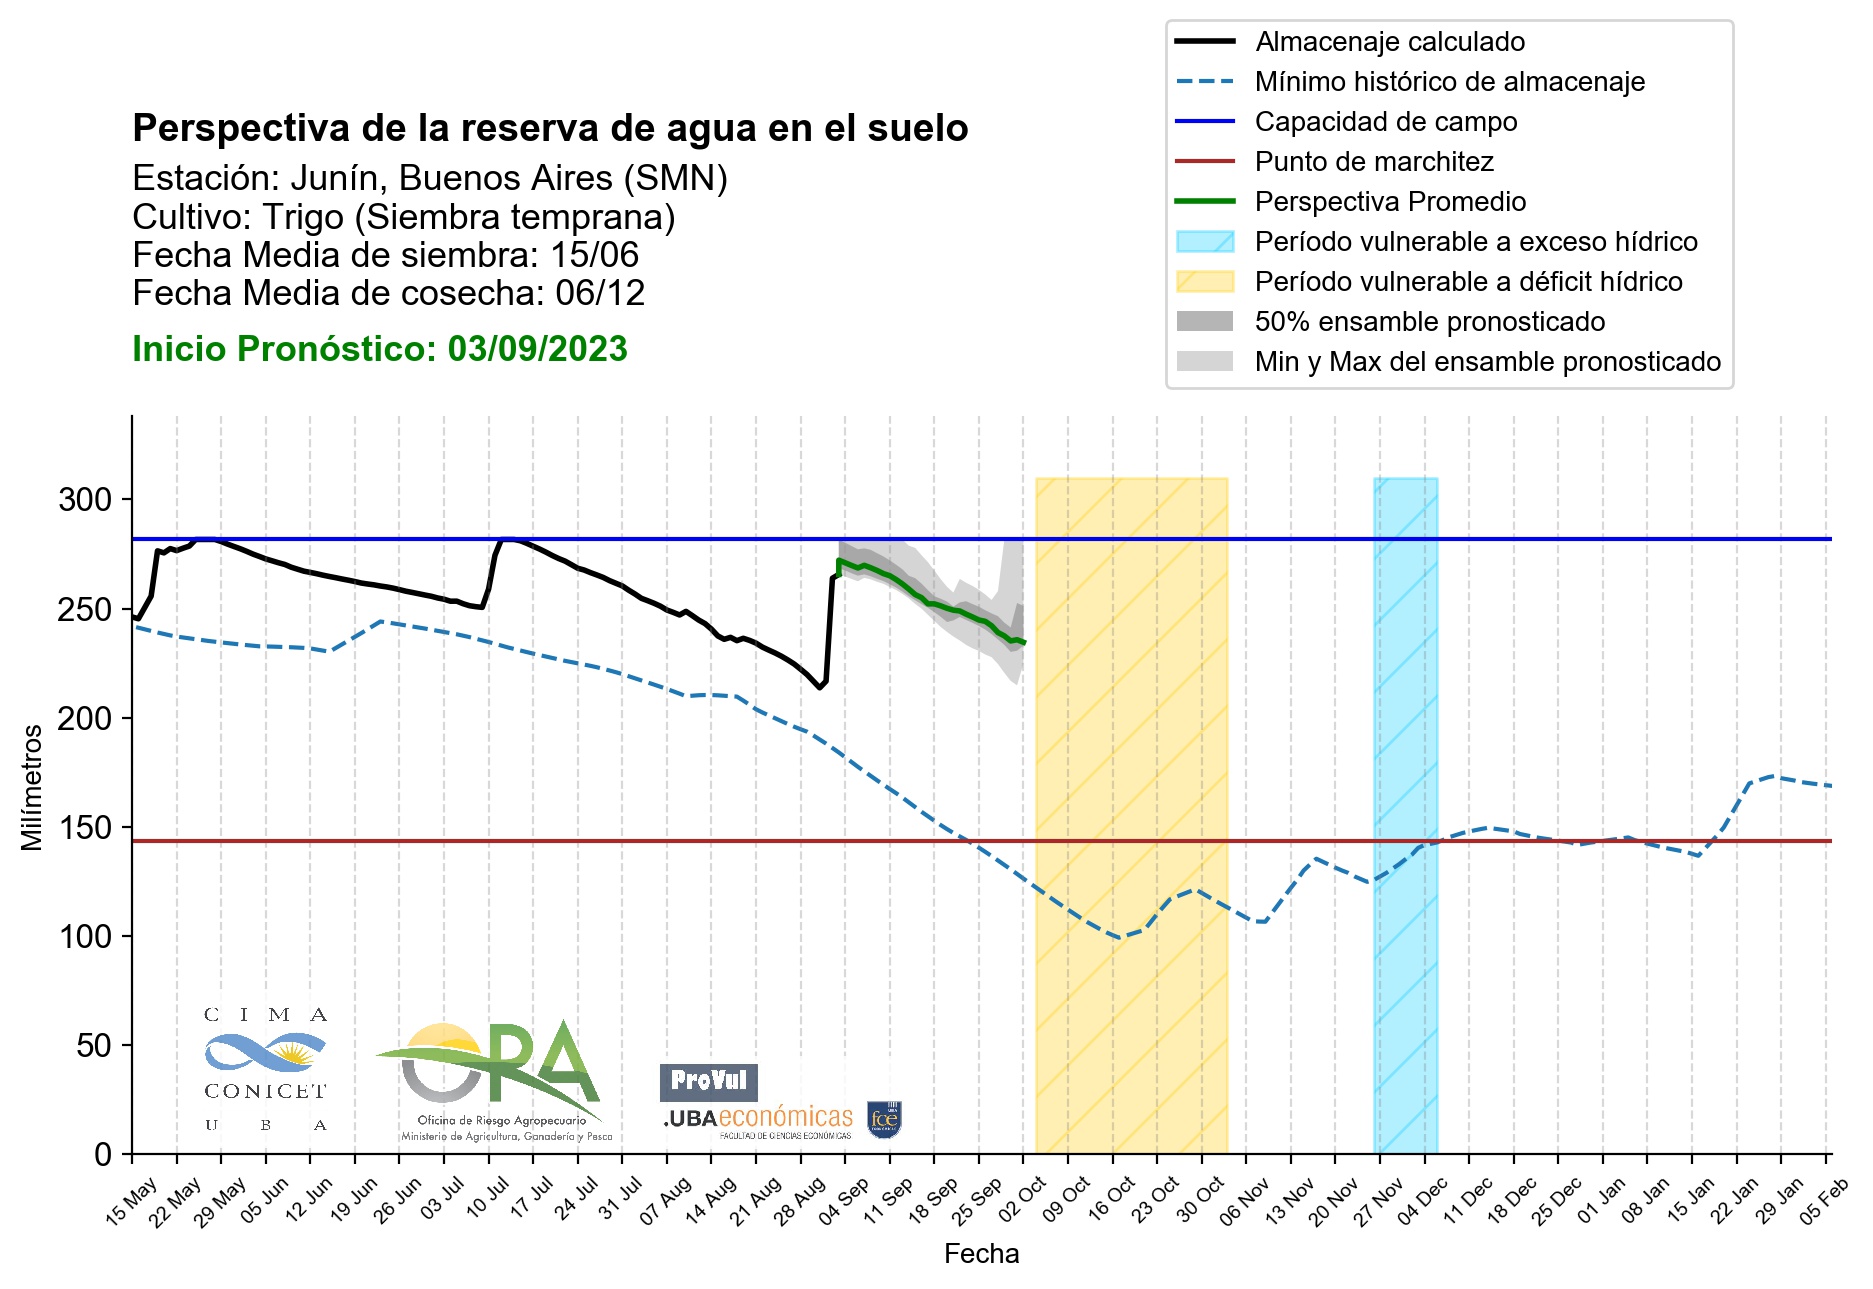 Almacenaje calculado
Mínimo histórico de almacenaje
Capacidad de campo
Punto de marchitez
Perspectiva Promedio
Período vulnerable a exceso hídrico
Período vulnerable a déficit hídrico
50% ensamble pronosticado
Min y Max del ensamble pronosticado
Perspectiva de la reserva de agua en el suelo
Estación: Junín, Buenos Aires (SMN)
Cultivo: Trigo (Siembra temprana)
Fecha Media de siembra: 15/06
Fecha Media de cosecha: 06/12
Inicio Pronóstico: 03/09/2023
Milímetros
300
250
200
150
100
50
0
CIMA
CONICET
UBA
ORA
Oficina de Riesgo Agropecuario
Ministerio de Agricultura, Ganadería y Pesca
ProVul
.UBAeconómicas
FACULTAD DE CIENCIAS ECONÓMICAS
fce
15 May
22 May
29 May
05 Jun
12 Jun
19 Jun
26 Jun
03 Jul
10 Jul
17 Jul
24 Jul
31 Jul
07 Aug
14 Aug
21 Aug
28 Aug
04 Sep
11 Sep
18 Sep
25 Sep
02 Oct
09 Oct
16 Oct
23 Oct
30 Oct
06 Nov
13 Nov
20 Nov
27 Nov
04 Dec
11 Dec
18 Dec
25 Dec
01 Jan
08 Jan
15 Jan
22 Jan
29 Jan
05 Feb
Fecha